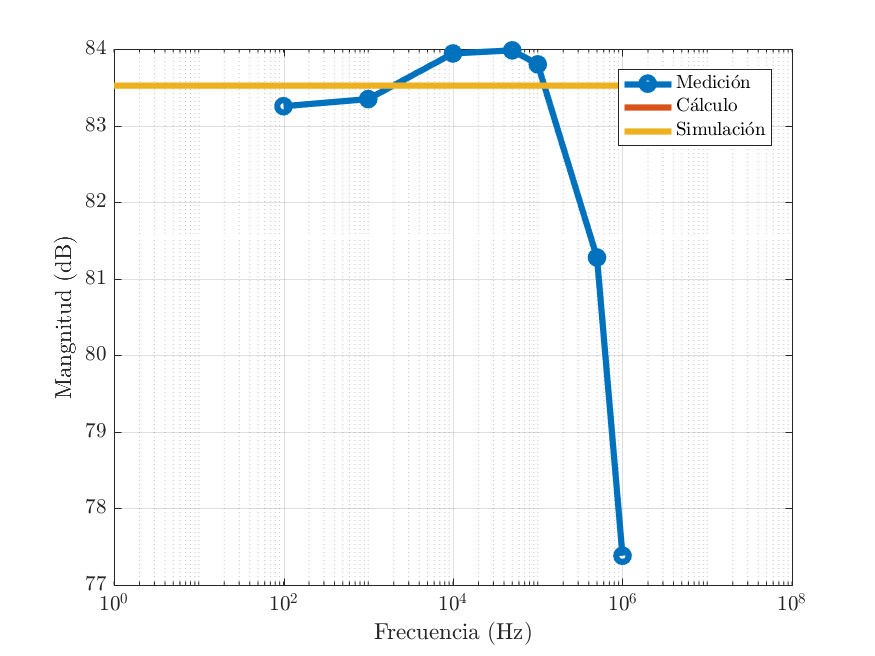 84
83
82
81
80
79
78
77
10^0
10^2
10^4
10^6
10^8
Mangnitud (dB)
Frecuencia (Hz)
Medición
Cálculo
Simulación